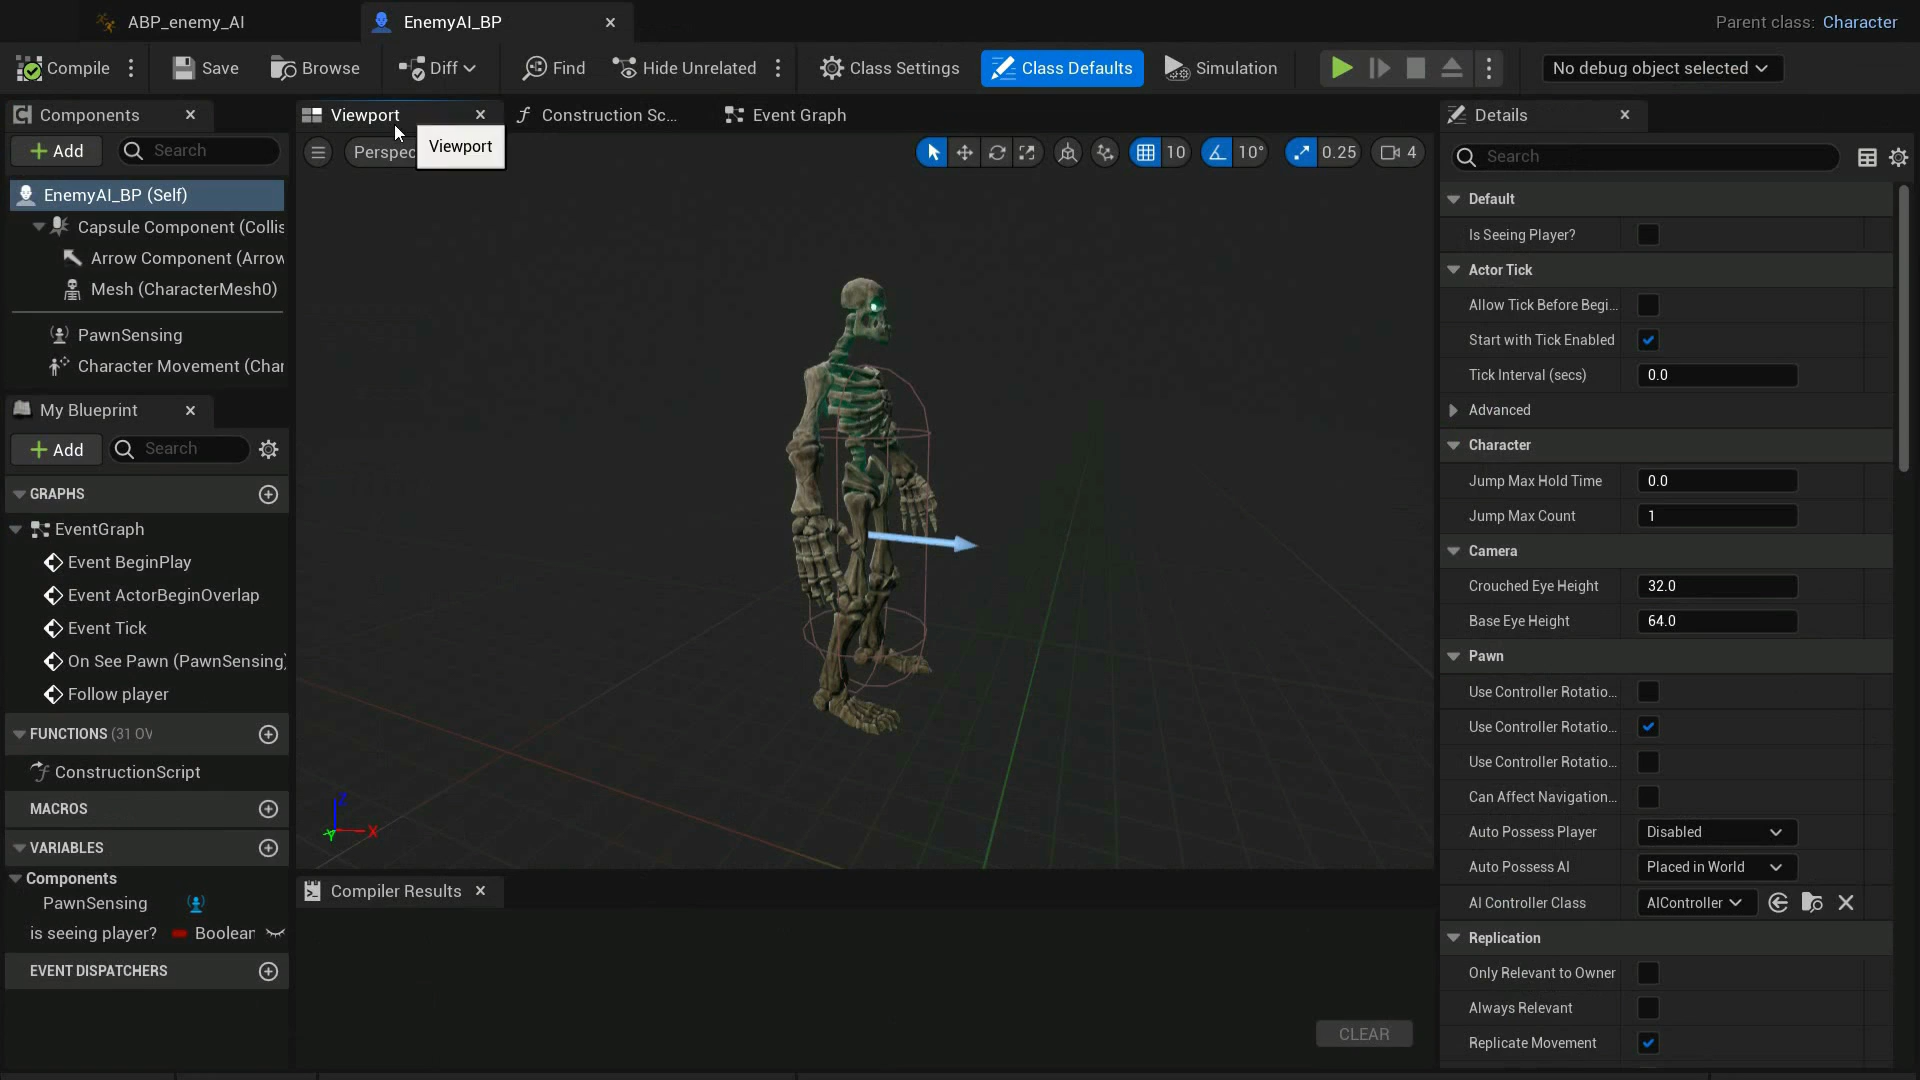 ABP_enemy_AI
EnemyAI_BP
Parent class: Character
Compile
Save
Browse
Diff
Find
Hide Unrelated
Class Settings
Class Defaults
Simulation
No debug object selected
Components
Add
Search
EnemyAI_BP (Self)
Capsule Component (Collis
Arrow Component (Arrow
Mesh (CharacterMesh0)
PawnSensing
Character Movement (Char
My Blueprint
Add
Search
GRAPHS
EventGraph
Event BeginPlay
Event ActorBeginOverlap
Event Tick
On See Pawn (PawnSensing)
Follow player
FUNCTIONS (31 OV
ConstructionScript
MACROS
VARIABLES
Components
PawnSensing
is seeing player? Boolean
EVENT DISPATCHERS
Viewport
Construction Sc...
Event Graph
Perspec
Viewport
10
10°
0.25
4
Z
X
Y
Compiler Results
CLEAR
Details
Search
Default
Is Seeing Player?
Actor Tick
Allow Tick Before Begi...
Start with Tick Enabled
Tick Interval (secs) 0.0
Advanced
Character
Jump Max Hold Time 0.0
Jump Max Count 1
Camera
Crouched Eye Height 32.0
Base Eye Height 64.0
Pawn
Use Controller Rotatio...
Use Controller Rotatio...
Use Controller Rotatio...
Can Affect Navigation...
Auto Possess Player Disabled
Auto Possess AI Placed in World
AI Controller Class AIController
Replication
Only Relevant to Owner
Always Relevant
Replicate Movement